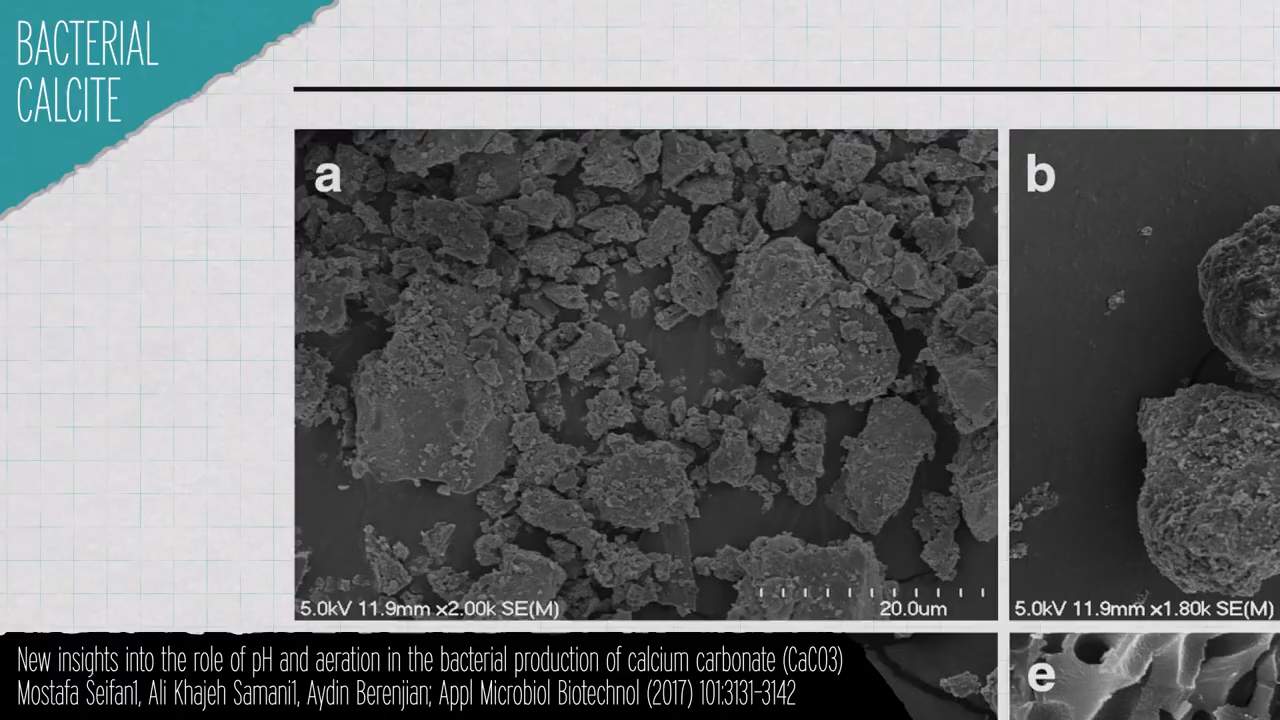 BACTERIAL
CALCITE
a
b
5.0kV 11.9mm x2.00k SE(M)
20.0um
5.0kV 11.9mm x1.80k SE(M)
e
New insights into the role of pH and aeration in the bacterial production of calcium carbonate (CaCO3)
Mostafa Seifan1, Ali Khajeh Samani1, Aydin Berenjian; Appl Microbiol Biotechnol (2017) 101:3131-3142